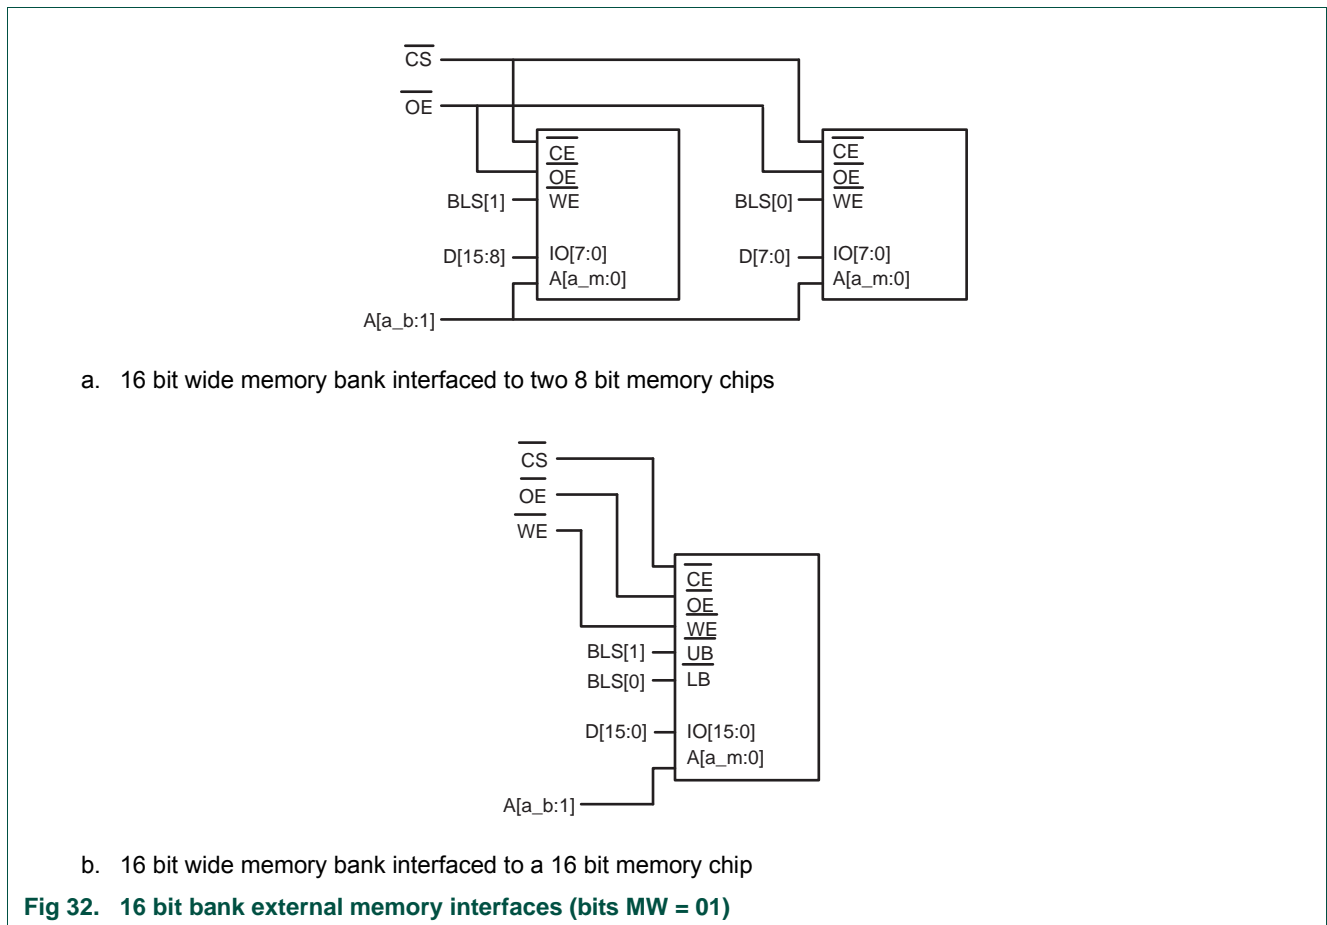 CS
OE
CE
OE
BLS[1] WE
D[15:8] IO[7:0]
A[a_m:0]
CE
OE
BLS[0] WE
D[7:0] IO[7:0]
A[a_m:0]
A[a_b:1]
a. 16 bit wide memory bank interfaced to two 8 bit memory chips
CS
OE
WE
CE
OE
WE
BLS[1] UB
BLS[0] LB
D[15:0] IO[15:0]
A[a_m:0]
A[a_b:1]
b. 16 bit wide memory bank interfaced to a 16 bit memory chip
Fig 32. 16 bit bank external memory interfaces (bits MW = 01)